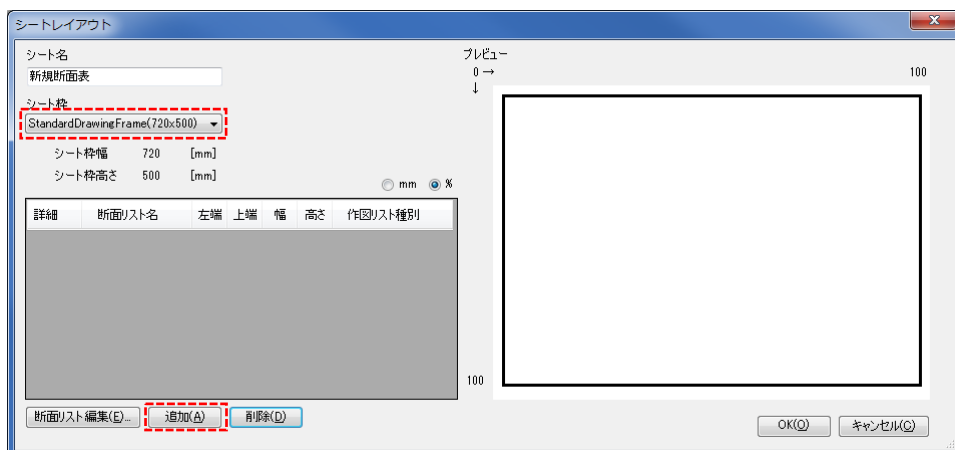 シートレイアウト
シート名
新規断面表
シート枠
StandardDrawingFrame(720x500)
シート枠幅 720 [mm]
シート枠高さ 500 [mm]
mm %
詳細 断面リスト名 左端 上端 幅 高さ 作図リスト種別
断面リスト編集(E)... 追加(A) 削除(D)
プレビュー
0 → 100
↓
100
OK(O) キャンセル(C)